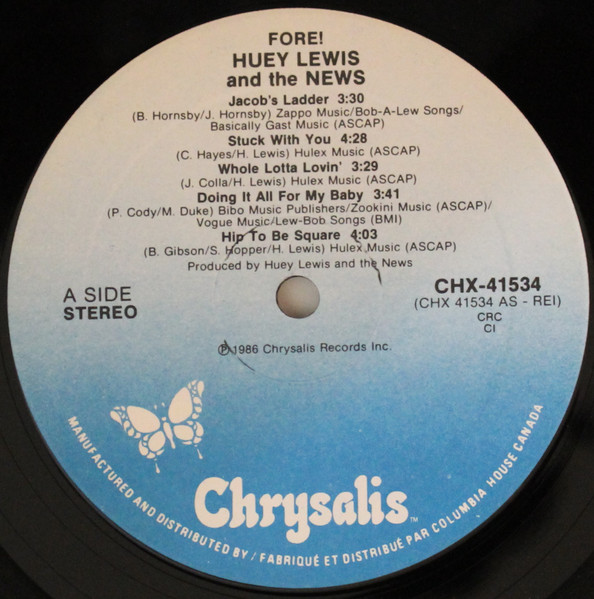 FORE!
HUEY LEWIS
and the NEWS
Jacob's Ladder 3:30
(B. Hornsby/J. Hornsby) Zappo Music/Bob-A-Lew Songs/
Basically Gast Music (ASCAP)
Stuck With You 4:28
(C. Hayes/H. Lewis) Hulex Music (ASCAP)
Whole Lotta Lovin' 3:29
(J. Colla/H. Lewis) Hulex Music (ASCAP)
Doing It All For My Baby 3:41
(P. Cody/M. Duke) Bibo Music Publishers/Zookini Music (ASCAP)/
Vogue Music/Lew-Bob Songs (BMI)
Hip To Be Square 4:03
(B. Gibson/S. Hopper/H. Lewis) Hulex Music (ASCAP)
Produced by Huey Lewis and the News
A SIDE
STEREO
CHX-41534
(CHX 41534 AS - REI)
CRC
CI
℗1986 Chrysalis Records Inc.
Chrysalis™
MANUFACTURED AND DISTRIBUTED BY / FABRIQUÉ ET DISTRIBUÉ PAR COLUMBIA HOUSE CANADA